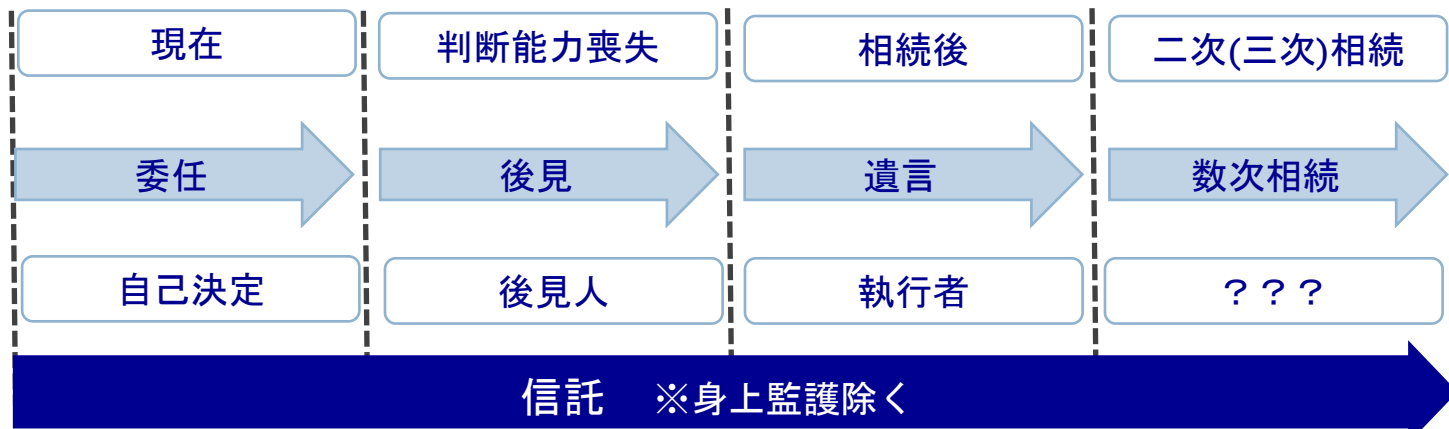 現在 判断能力喪失 相続後 二次(三次)相続
委任 後見 遺言 数次相続
自己決定 後見人 執行者 ？？？
信託 ※身上監護除く